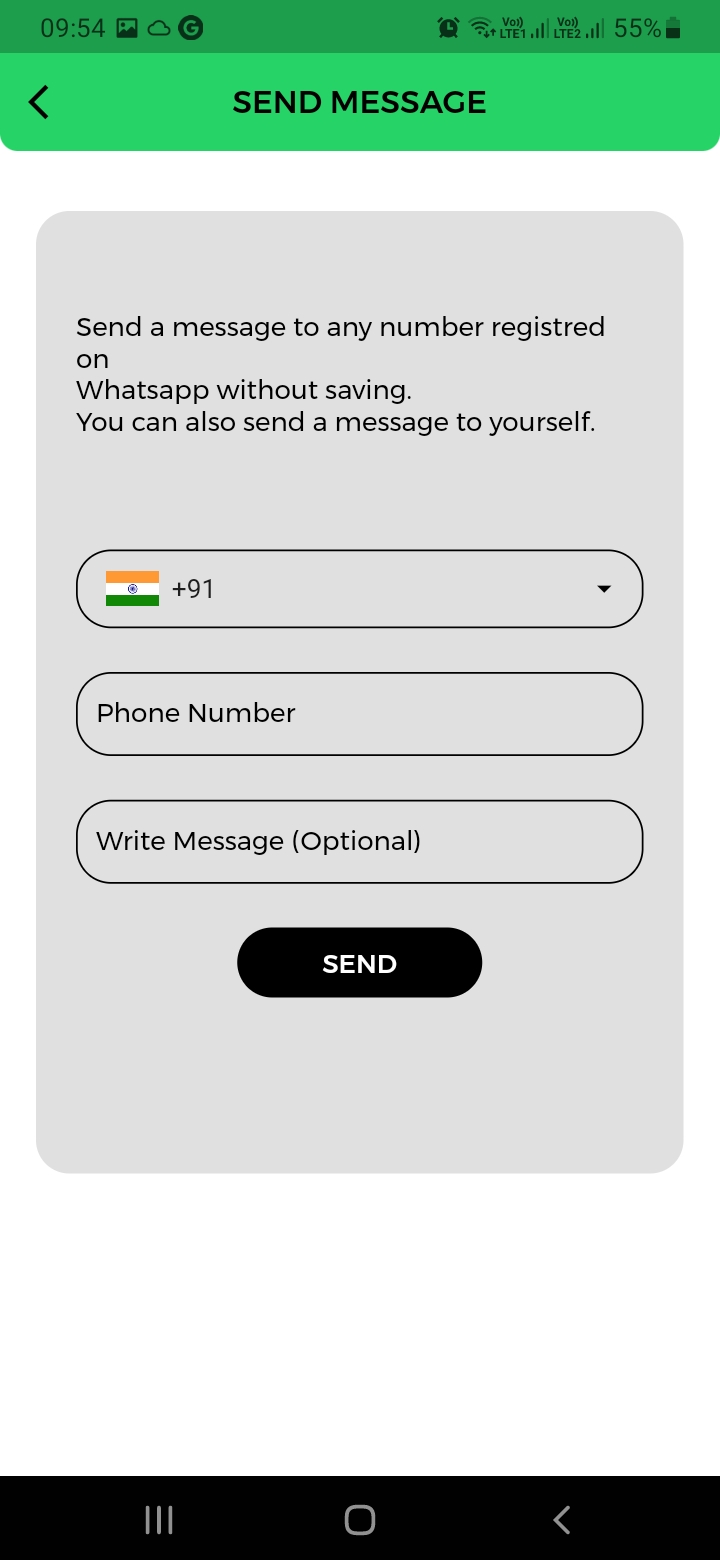 09:54 G Vo)) LTE1 Vo)) LTE2 55%
SEND MESSAGE
Send a message to any number registred
on
Whatsapp without saving.
You can also send a message to yourself.
+91
Phone Number
Write Message (Optional)
SEND